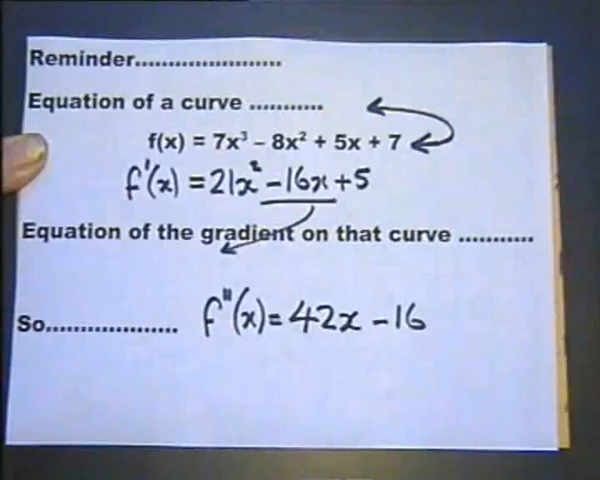 Reminder......................
Equation of a curve ...........
f(x) = 7x³ – 8x² + 5x + 7
f'(x) = 21x² - 16x + 5
Equation of the gradient on that curve ...........
So................... f"(x) = 42x - 16